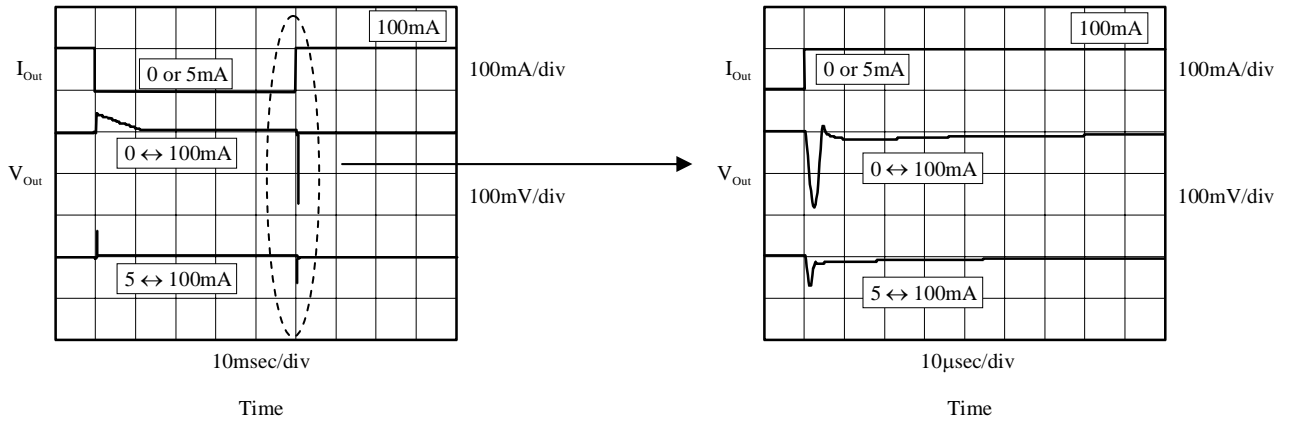 100mA
I_Out
0 or 5mA
100mA/div
0 ↔ 100mA
V_Out
100mV/div
5 ↔ 100mA
10msec/div
Time
100mA
I_Out
0 or 5mA
100mA/div
0 ↔ 100mA
V_Out
100mV/div
5 ↔ 100mA
10μsec/div
Time